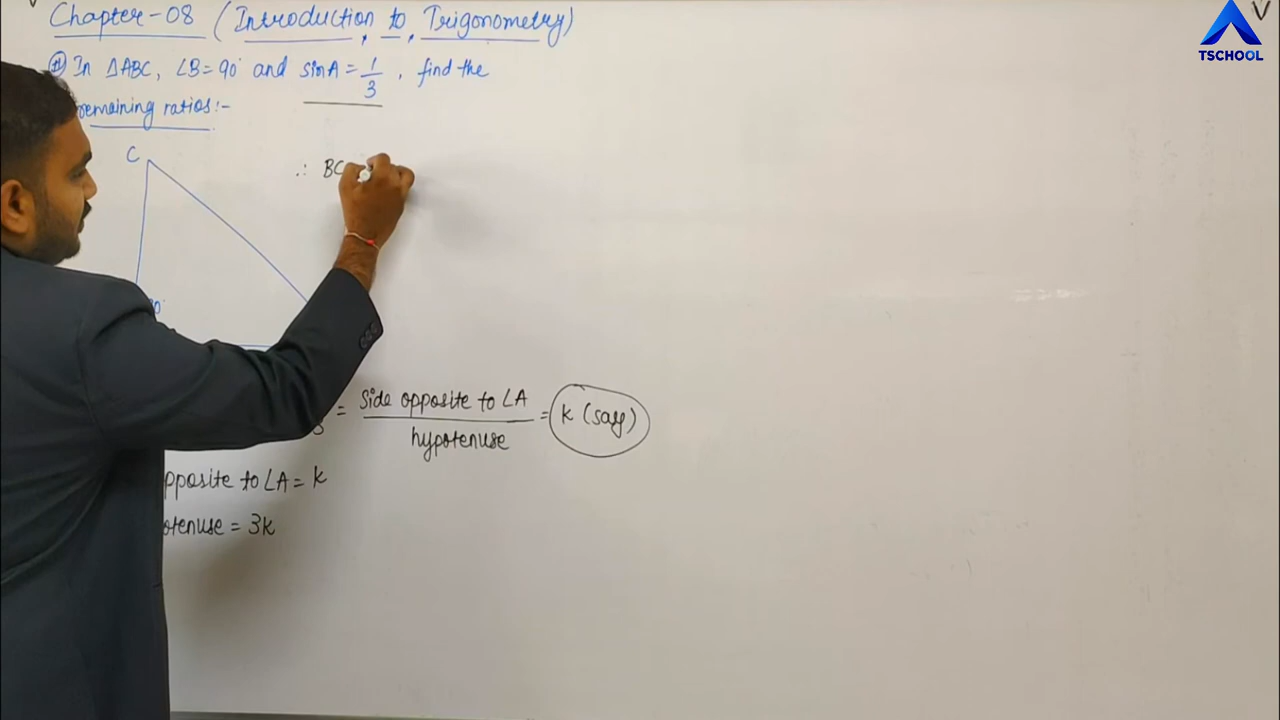 Chapter-08 (Introduction to Trigonometry)
TSCHOOL
In ΔABC, ∠B=90° and sinA = 1/3, find the
remaining ratios:-
C
∴ BC
= Side opposite to ∠A / hypotenuse = k (say)
opposite to ∠A = k
otenuse = 3k